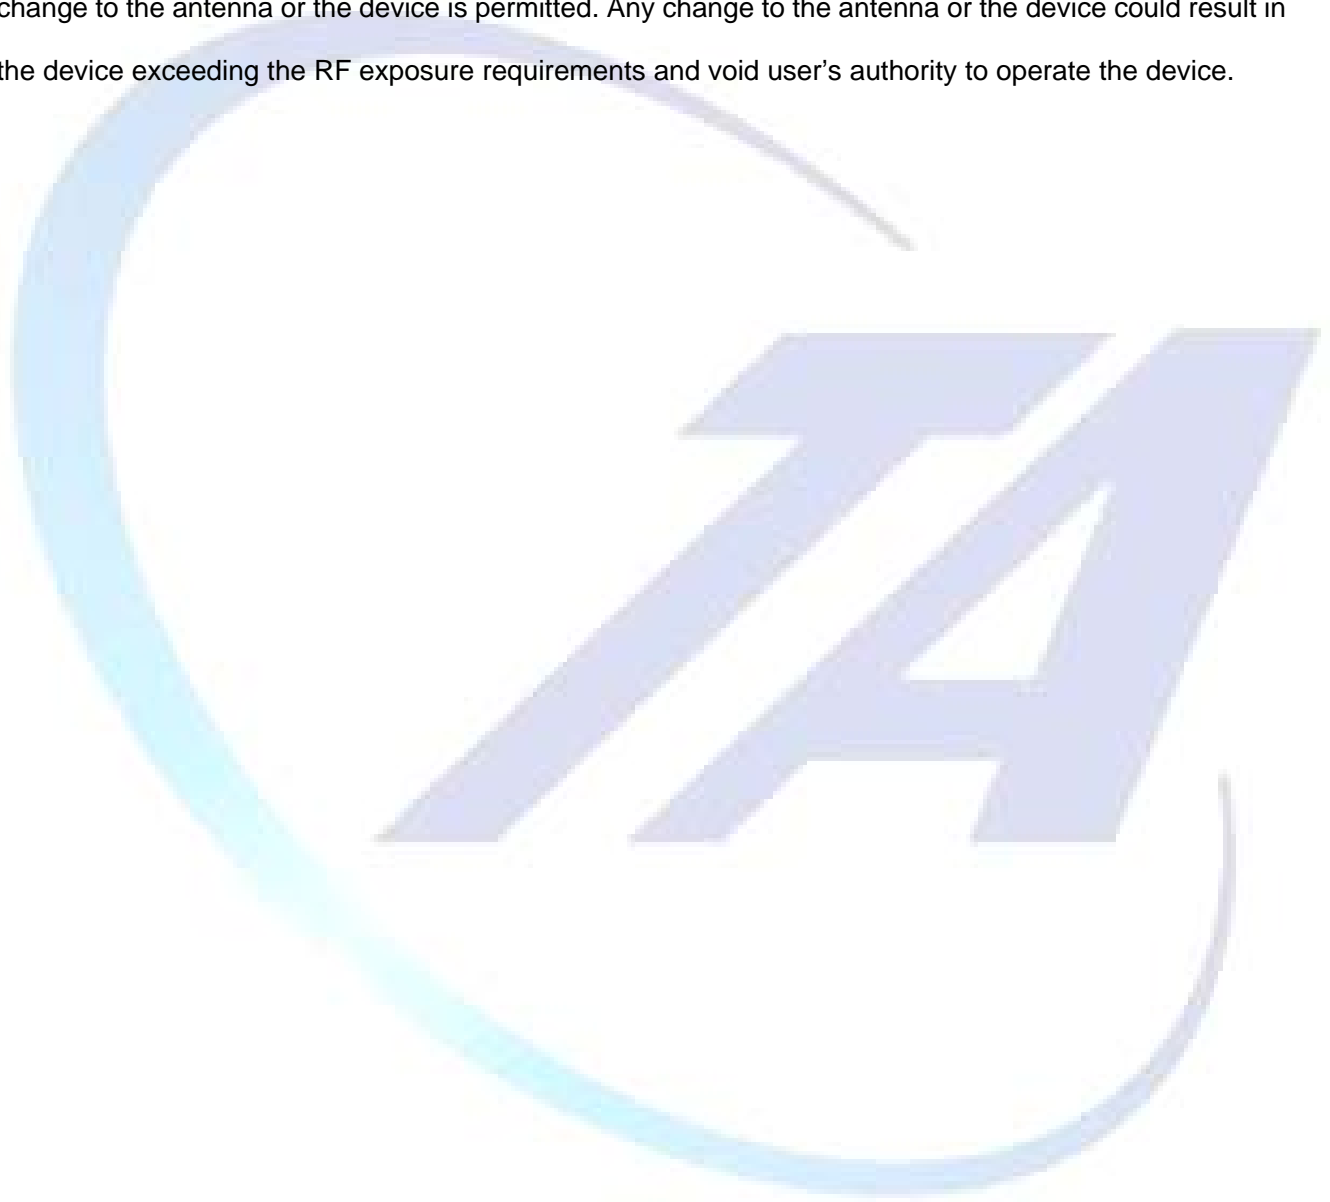 change to the antenna or the device is permitted. Any change to the antenna or the device could result in
the device exceeding the RF exposure requirements and void user’s authority to operate the device.
TA